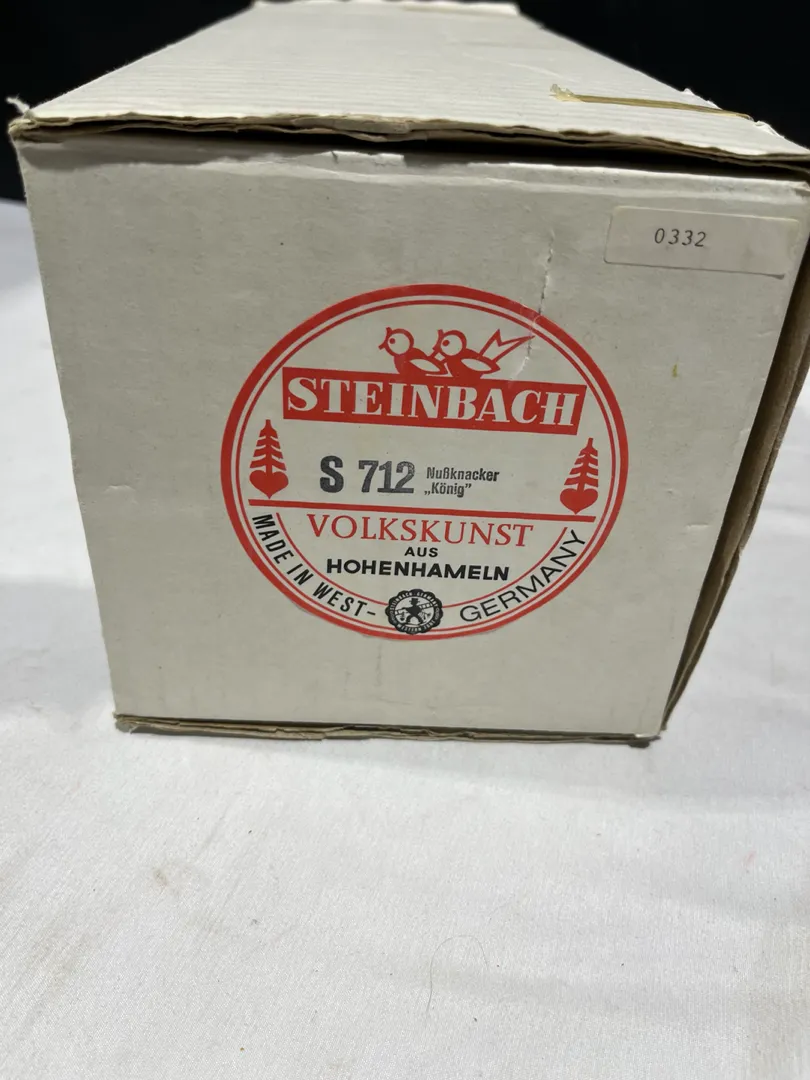 0332
STEINBACH
S 712 Nußknacker
„König”
VOLKSKUNST
AUS
HOHENHAMELN
MADE IN WEST-GERMANY